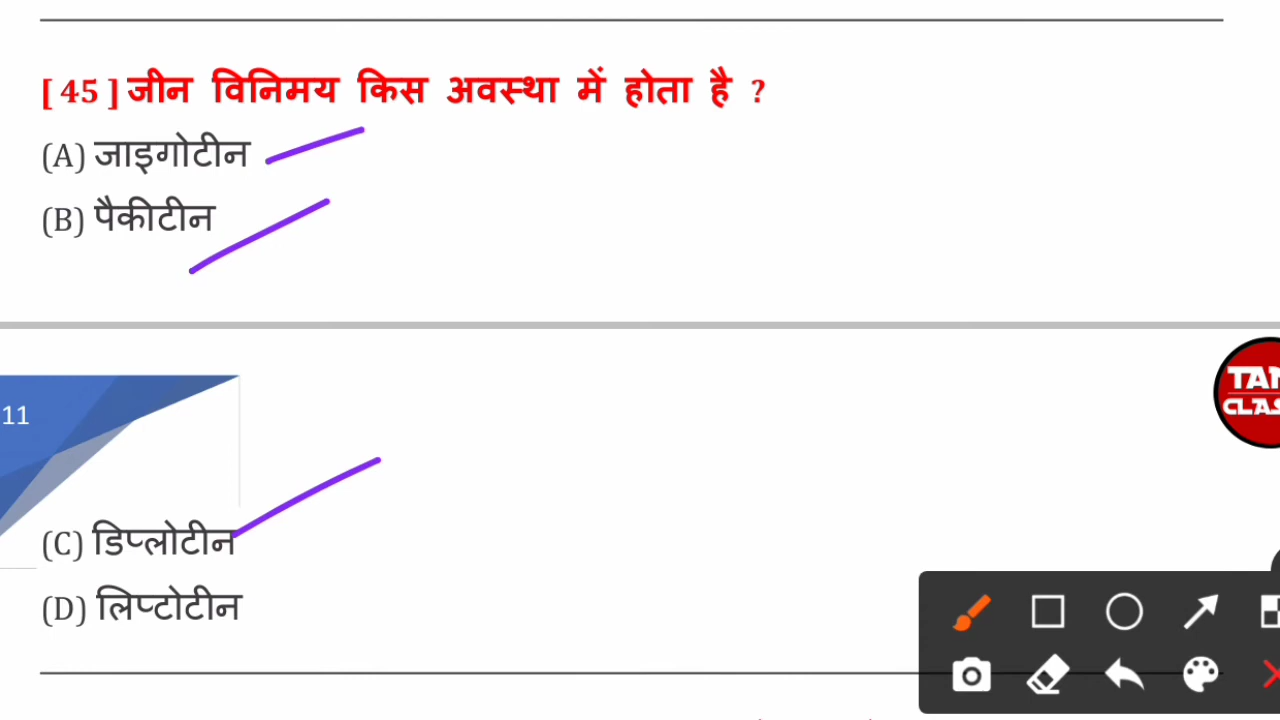 [ 45 ] जीन विनिमय किस अवस्था में होता है ?
(A) जाइगोटीन
(B) पैकीटीन
11
(C) डिप्लोटीन
(D) लिप्टोटीन